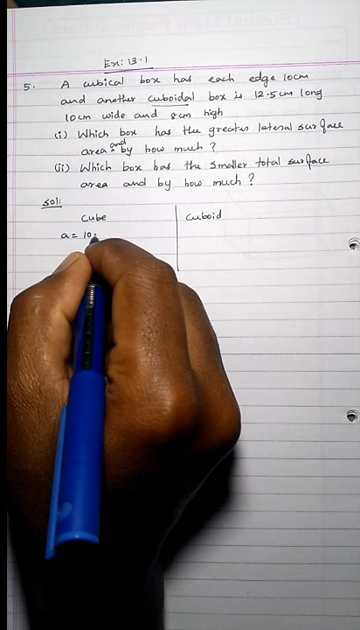 Ex: 13.1
5. A cubical box has each edge 10cm
and another cuboidal box is 12.5cm long
10cm wide and 8cm high
(i) Which box has the greater lateral surface
area and by how much?
(ii) Which box has the smaller total surface
area and by how much?
Sol:
Cube
Cuboid
a = 10